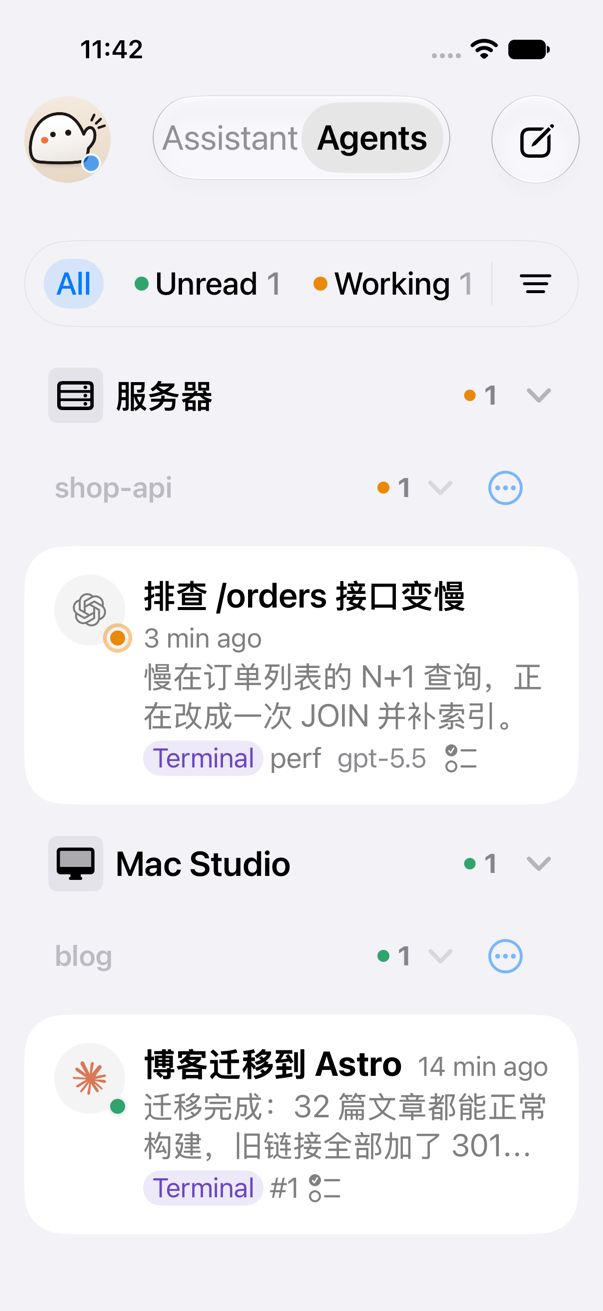 11:42
Assistant Agents
All Unread 1 Working 1
服务器 1
shop-api 1
排查 /orders 接口变慢
3 min ago
慢在订单列表的 N+1 查询，正
在改成一次 JOIN 并补索引。
Terminal perf gpt-5.5
Mac Studio 1
blog 1
博客迁移到 Astro 14 min ago
迁移完成：32 篇文章都能正常
构建，旧链接全部加了 301...
Terminal #1